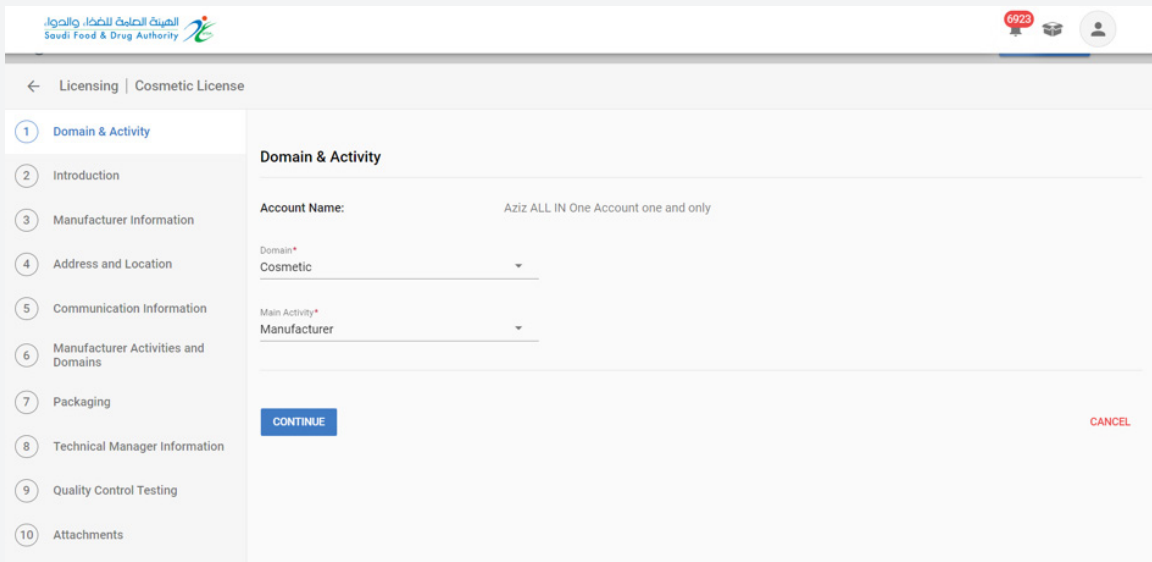 الهيئة العامة للغذاء والدواء
Saudi Food & Drug Authority
6923
Licensing | Cosmetic License
1 Domain & Activity
2 Introduction
3 Manufacturer Information
4 Address and Location
5 Communication Information
6 Manufacturer Activities and
Domains
7 Packaging
8 Technical Manager Information
9 Quality Control Testing
10 Attachments
Domain & Activity
Account Name: Aziz ALL IN One Account one and only
Domain*
Cosmetic
Main Activity*
Manufacturer
CONTINUE
CANCEL